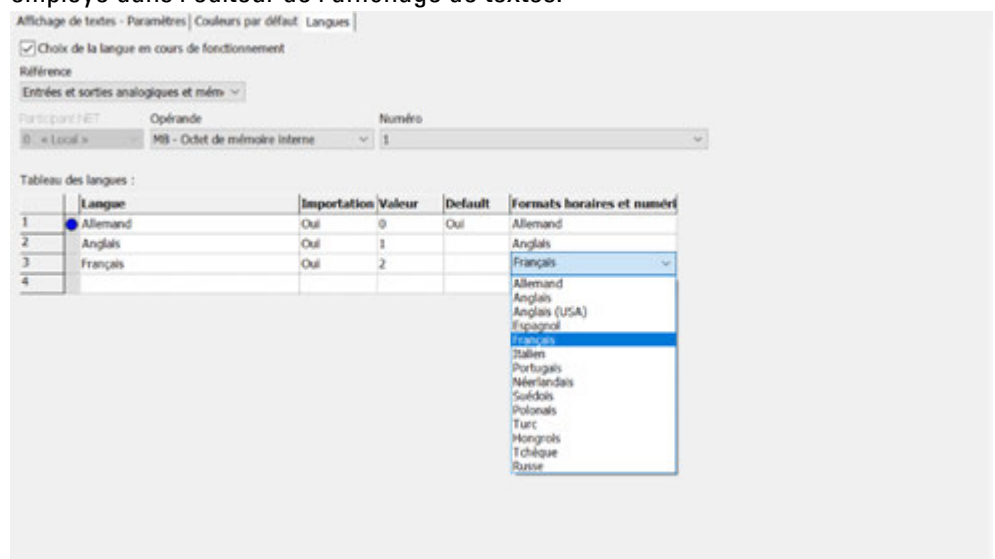 employé dans l'éditeur de l'affichage de textes.
Affichage de textes - Paramètres Couleurs par défaut Langues
Choix de la langue en cours de fonctionnement
Référence
Entrées et sorties analogiques et mém
Participant NET Opérande Numéro
0 « Local » MB - Octet de mémoire interne 1
Tableau des langues :
Langue Importation Valeur Default Formats horaires et numéri
1 Allemand Oui 0 Oui Allemand
2 Anglais Oui 1 Anglais
3 Français Oui 2 Français
4
Allemand
Anglais
Anglais (USA)
Espagnol
Français
Italien
Portugais
Néerlandais
Suédois
Polonais
Turc
Hongrois
Tchèque
Russe